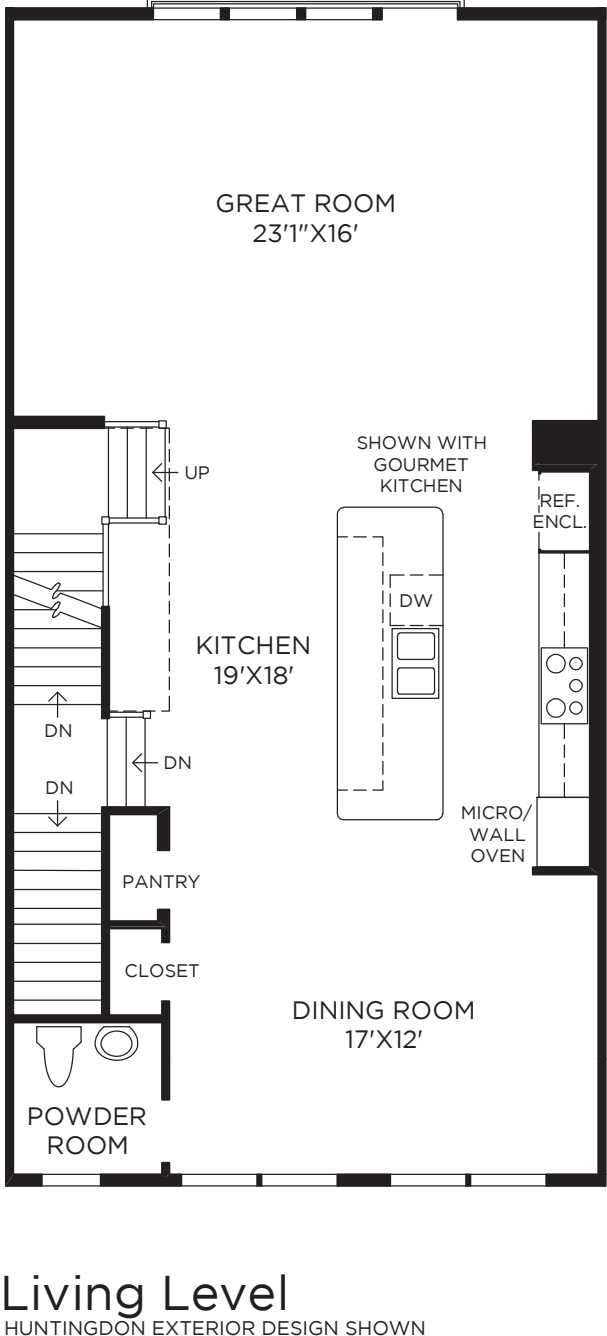 GREAT ROOM
23'1"X16'
SHOWN WITH
GOURMET
KITCHEN
UP
REF.
ENCL.
DW
KITCHEN
19'X18'
DN
DN
DN
MICRO/
WALL
OVEN
PANTRY
CLOSET
DINING ROOM
17'X12'
POWDER
ROOM
Living Level
HUNTINGDON EXTERIOR DESIGN SHOWN